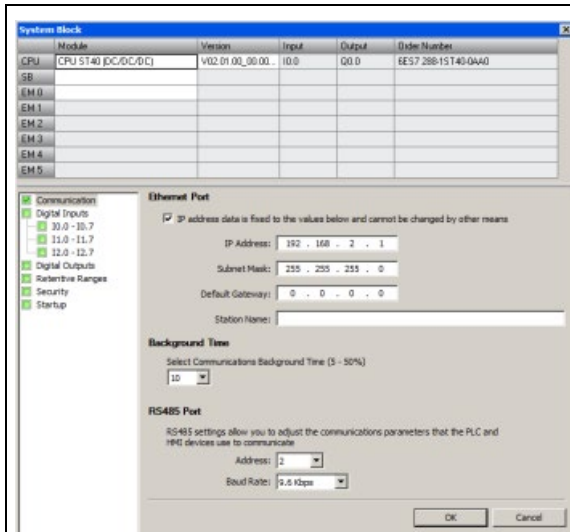 System Block
Module Version Input Output Order Number
CPU CPU ST40 (DC/DC/DC) V02.01.00_00.00... I0.0 Q0.0 6ES7 288-1ST40-0AA0
SB
EM 0
EM 1
EM 2
EM 3
EM 4
EM 5
Communication
Digital Inputs
I0.0 - I0.7
I1.0 - I1.7
I2.0 - I2.7
Digital Outputs
Retentive Ranges
Security
Startup
Ethernet Port
IP address data is fixed to the values below and cannot be changed by other means
IP Address: 192 . 168 . 2 . 1
Subnet Mask: 255 . 255 . 255 . 0
Default Gateway: 0 . 0 . 0 . 0
Station Name:
Background Time
Select Communications Background Time (5 - 50%)
10
RS485 Port
RS485 settings allow you to adjust the communications parameters that the PLC and
HMI devices use to communicate
Address: 2
Baud Rate: 9.6 Kbps
OK Cancel